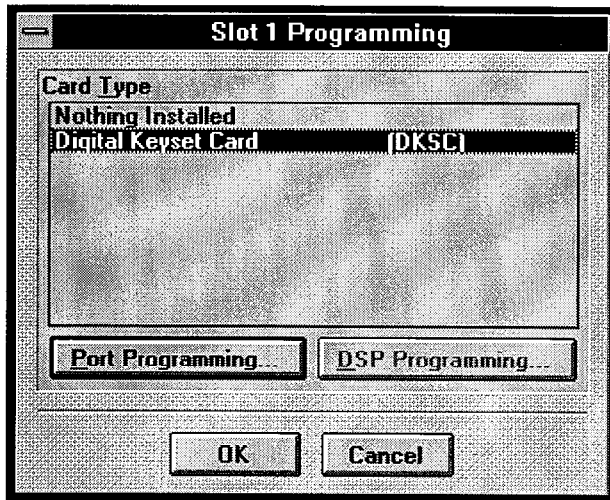 Slot 1 Programming
Card Type
Nothing Installed
Digital Keyset Card (DKSC)
Port Programming... DSP Programming...
OK Cancel